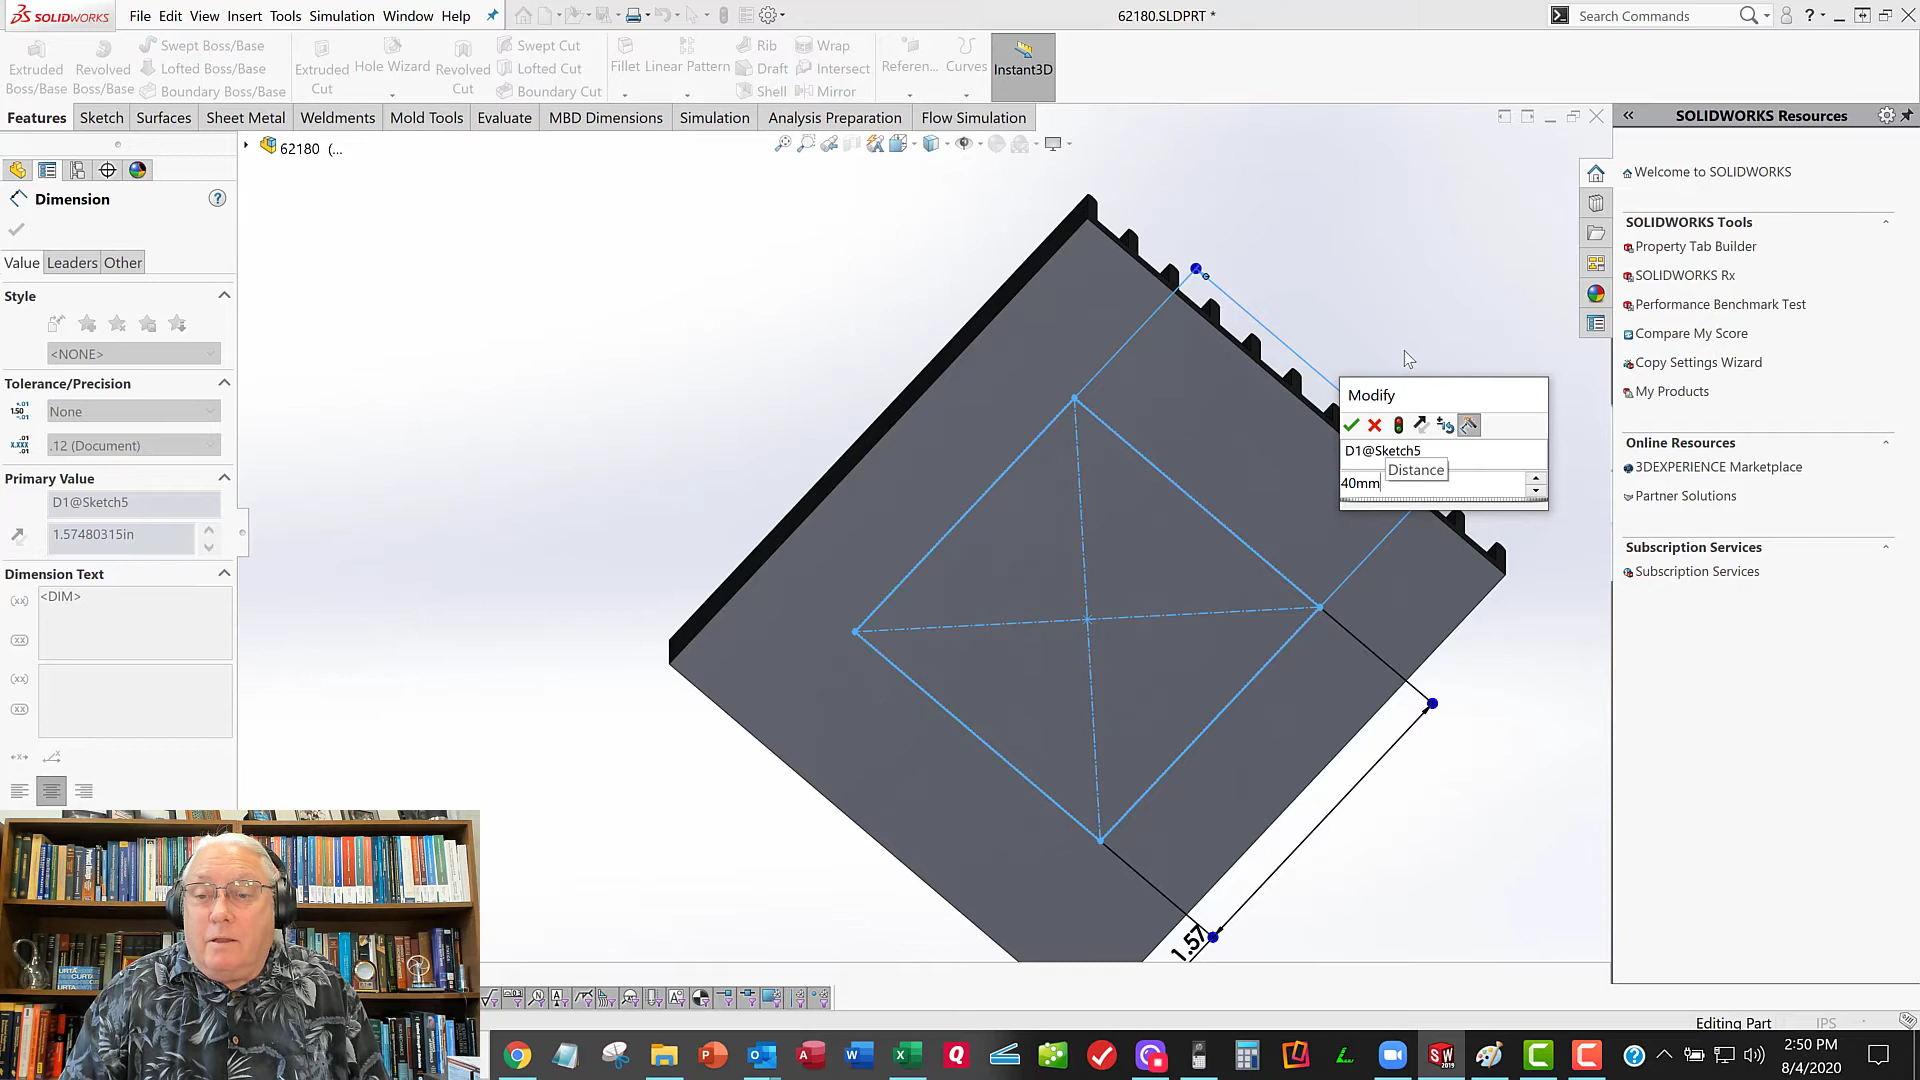 SOLIDWORKS File Edit View Insert Tools Simulation Window Help 62180.SLDPRT * Search Commands
Extruded Boss/Base
Revolved Boss/Base
Swept Boss/Base
Lofted Boss/Base
Boundary Boss/Base
Extruded Cut
Hole Wizard
Revolved Cut
Swept Cut
Lofted Cut
Boundary Cut
Fillet
Linear Pattern
Rib
Draft
Shell
Wrap
Intersect
Mirror
Referen...
Curves
Instant3D
Features Sketch Surfaces Sheet Metal Weldments Mold Tools Evaluate MBD Dimensions Simulation Analysis Preparation Flow Simulation
62180 (...
Dimension
Value Leaders Other
Style
<NONE>
Tolerance/Precision
None
.12 (Document)
Primary Value
D1@Sketch5
1.57480315in
Dimension Text
<DIM>
Modify
D1@Sketch5
Distance
40mm
1.57
SOLIDWORKS Resources
Welcome to SOLIDWORKS
SOLIDWORKS Tools
Property Tab Builder
SOLIDWORKS Rx
Performance Benchmark Test
Compare My Score
Copy Settings Wizard
My Products
Online Resources
3DEXPERIENCE Marketplace
Partner Solutions
Subscription Services
Subscription Services
Editing Part IPS
2:50 PM
8/4/2020